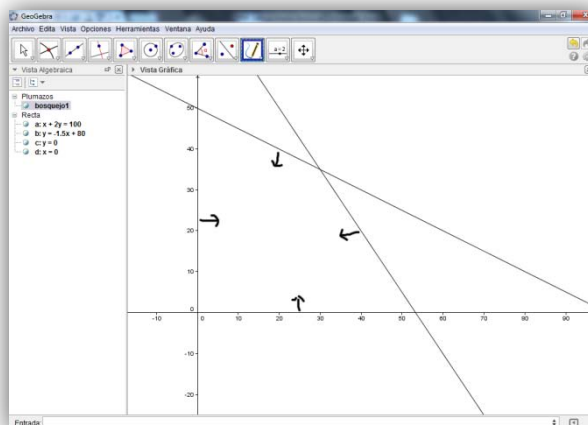 GeoGebra
Archivo Edita Vista Opciones Herramientas Ventana Ayuda
a=2
Vista Algebraica
Vista Gráfica
Plumazos
bosquejo1
Recta
a: x + 2y = 100
b: y = -1.5x + 80
c: y = 0
d: x = 0
50
40
30
20
10
0
-10
-20
-10 0 10 20 30 40 50 60 70 80 90
Entrada: